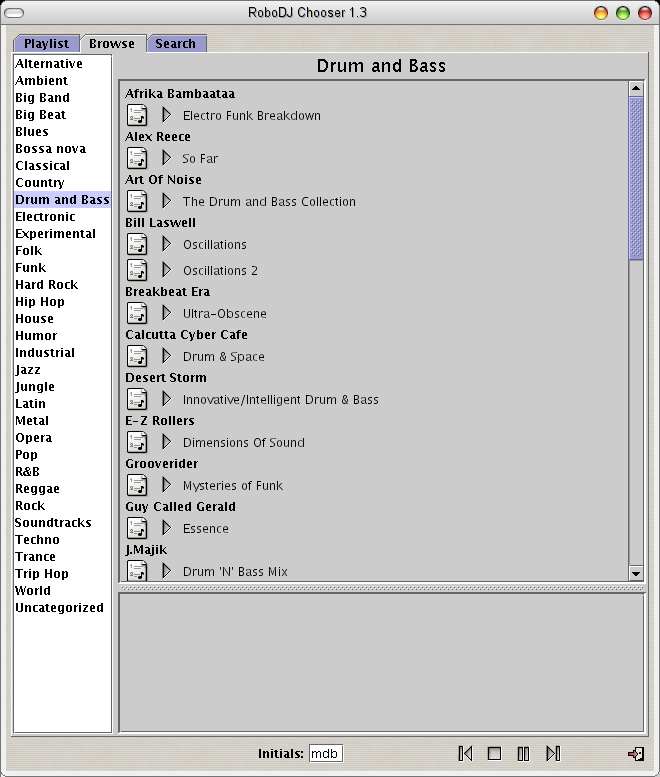 RoboDJ Chooser 1.3
Playlist Browse Search
Alternative
Ambient
Big Band
Big Beat
Blues
Bossa nova
Classical
Country
Drum and Bass
Electronic
Experimental
Folk
Funk
Hard Rock
Hip Hop
House
Humor
Industrial
Jazz
Jungle
Latin
Metal
Opera
Pop
R&B
Reggae
Rock
Soundtracks
Techno
Trance
Trip Hop
World
Uncategorized
Drum and Bass
Afrika Bambaataa
Electro Funk Breakdown
Alex Reece
So Far
Art Of Noise
The Drum and Bass Collection
Bill Laswell
Oscillations
Oscillations 2
Breakbeat Era
Ultra-Obscene
Calcutta Cyber Cafe
Drum & Space
Desert Storm
Innovative/Intelligent Drum & Bass
E-Z Rollers
Dimensions Of Sound
Grooverider
Mysteries of Funk
Guy Called Gerald
Essence
J.Majik
Drum 'N' Bass Mix
Initials: mdb